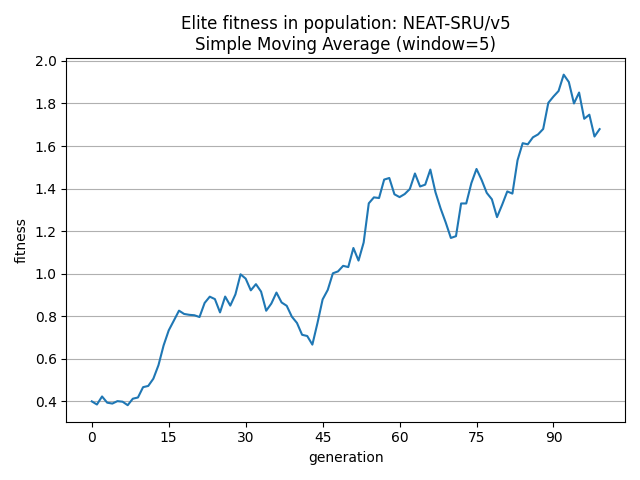 Elite fitness in population: NEAT-SRU/v5
Simple Moving Average (window=5)
2.0
1.8
1.6
1.4
1.2
1.0
0.8
0.6
0.4
fitness
0 15 30 45 60 75 90
generation